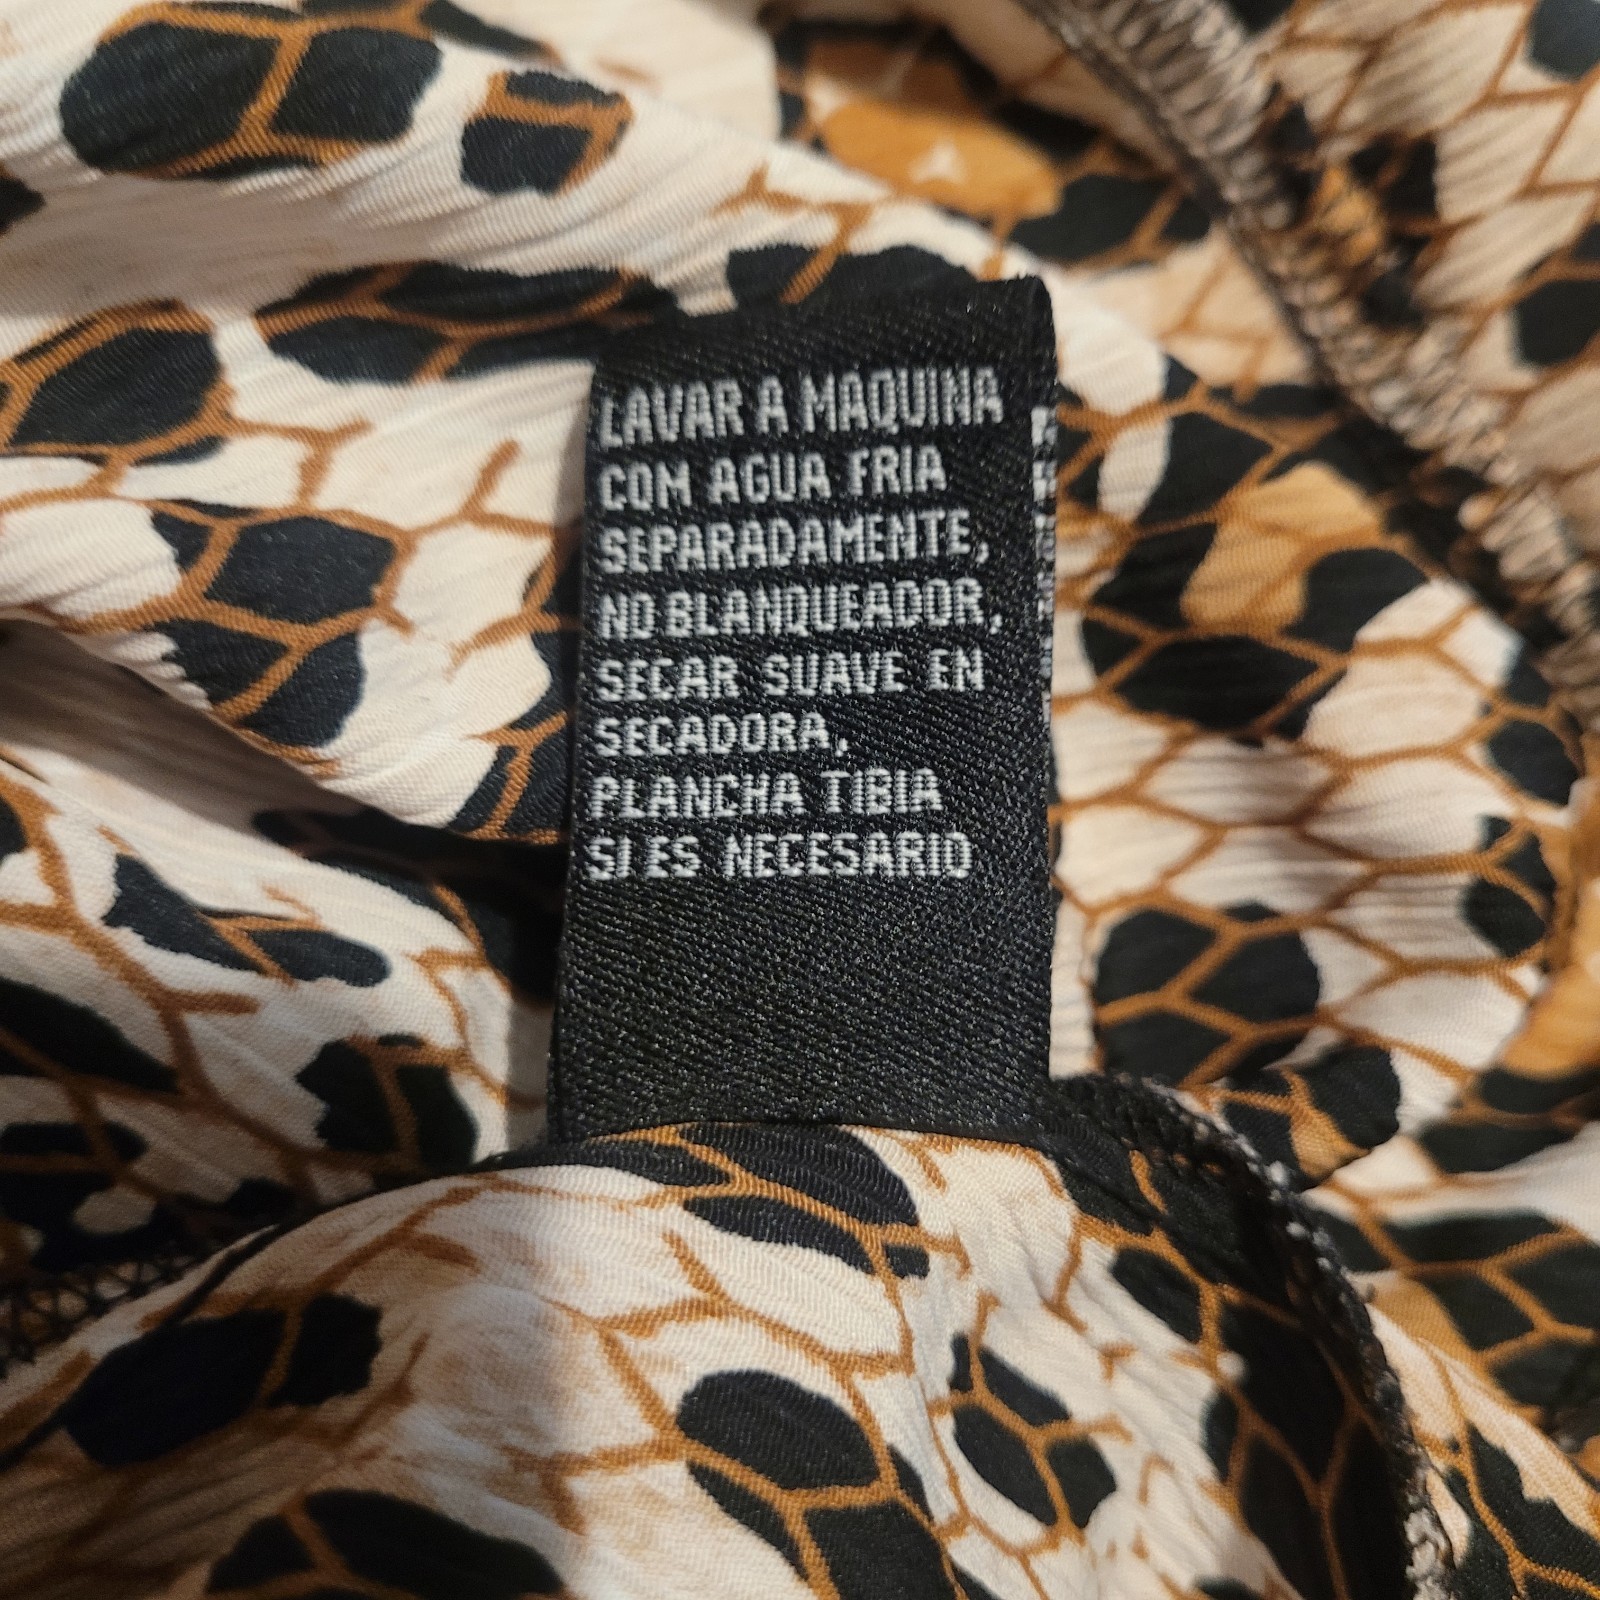 LAVAR A MAQUINA
COM AGUA FRIA
SEPARADAMENTE,
NO BLANQUEADOR,
SECAR SUAVE EN
SECADORA,
PLANCHA TIBIA
SI ES NECESARIO